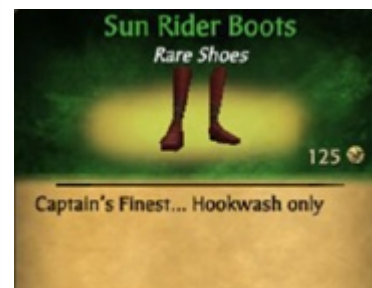 Sun Rider Boots
Rare Shoes
125
Captain's Finest... Hookwash only